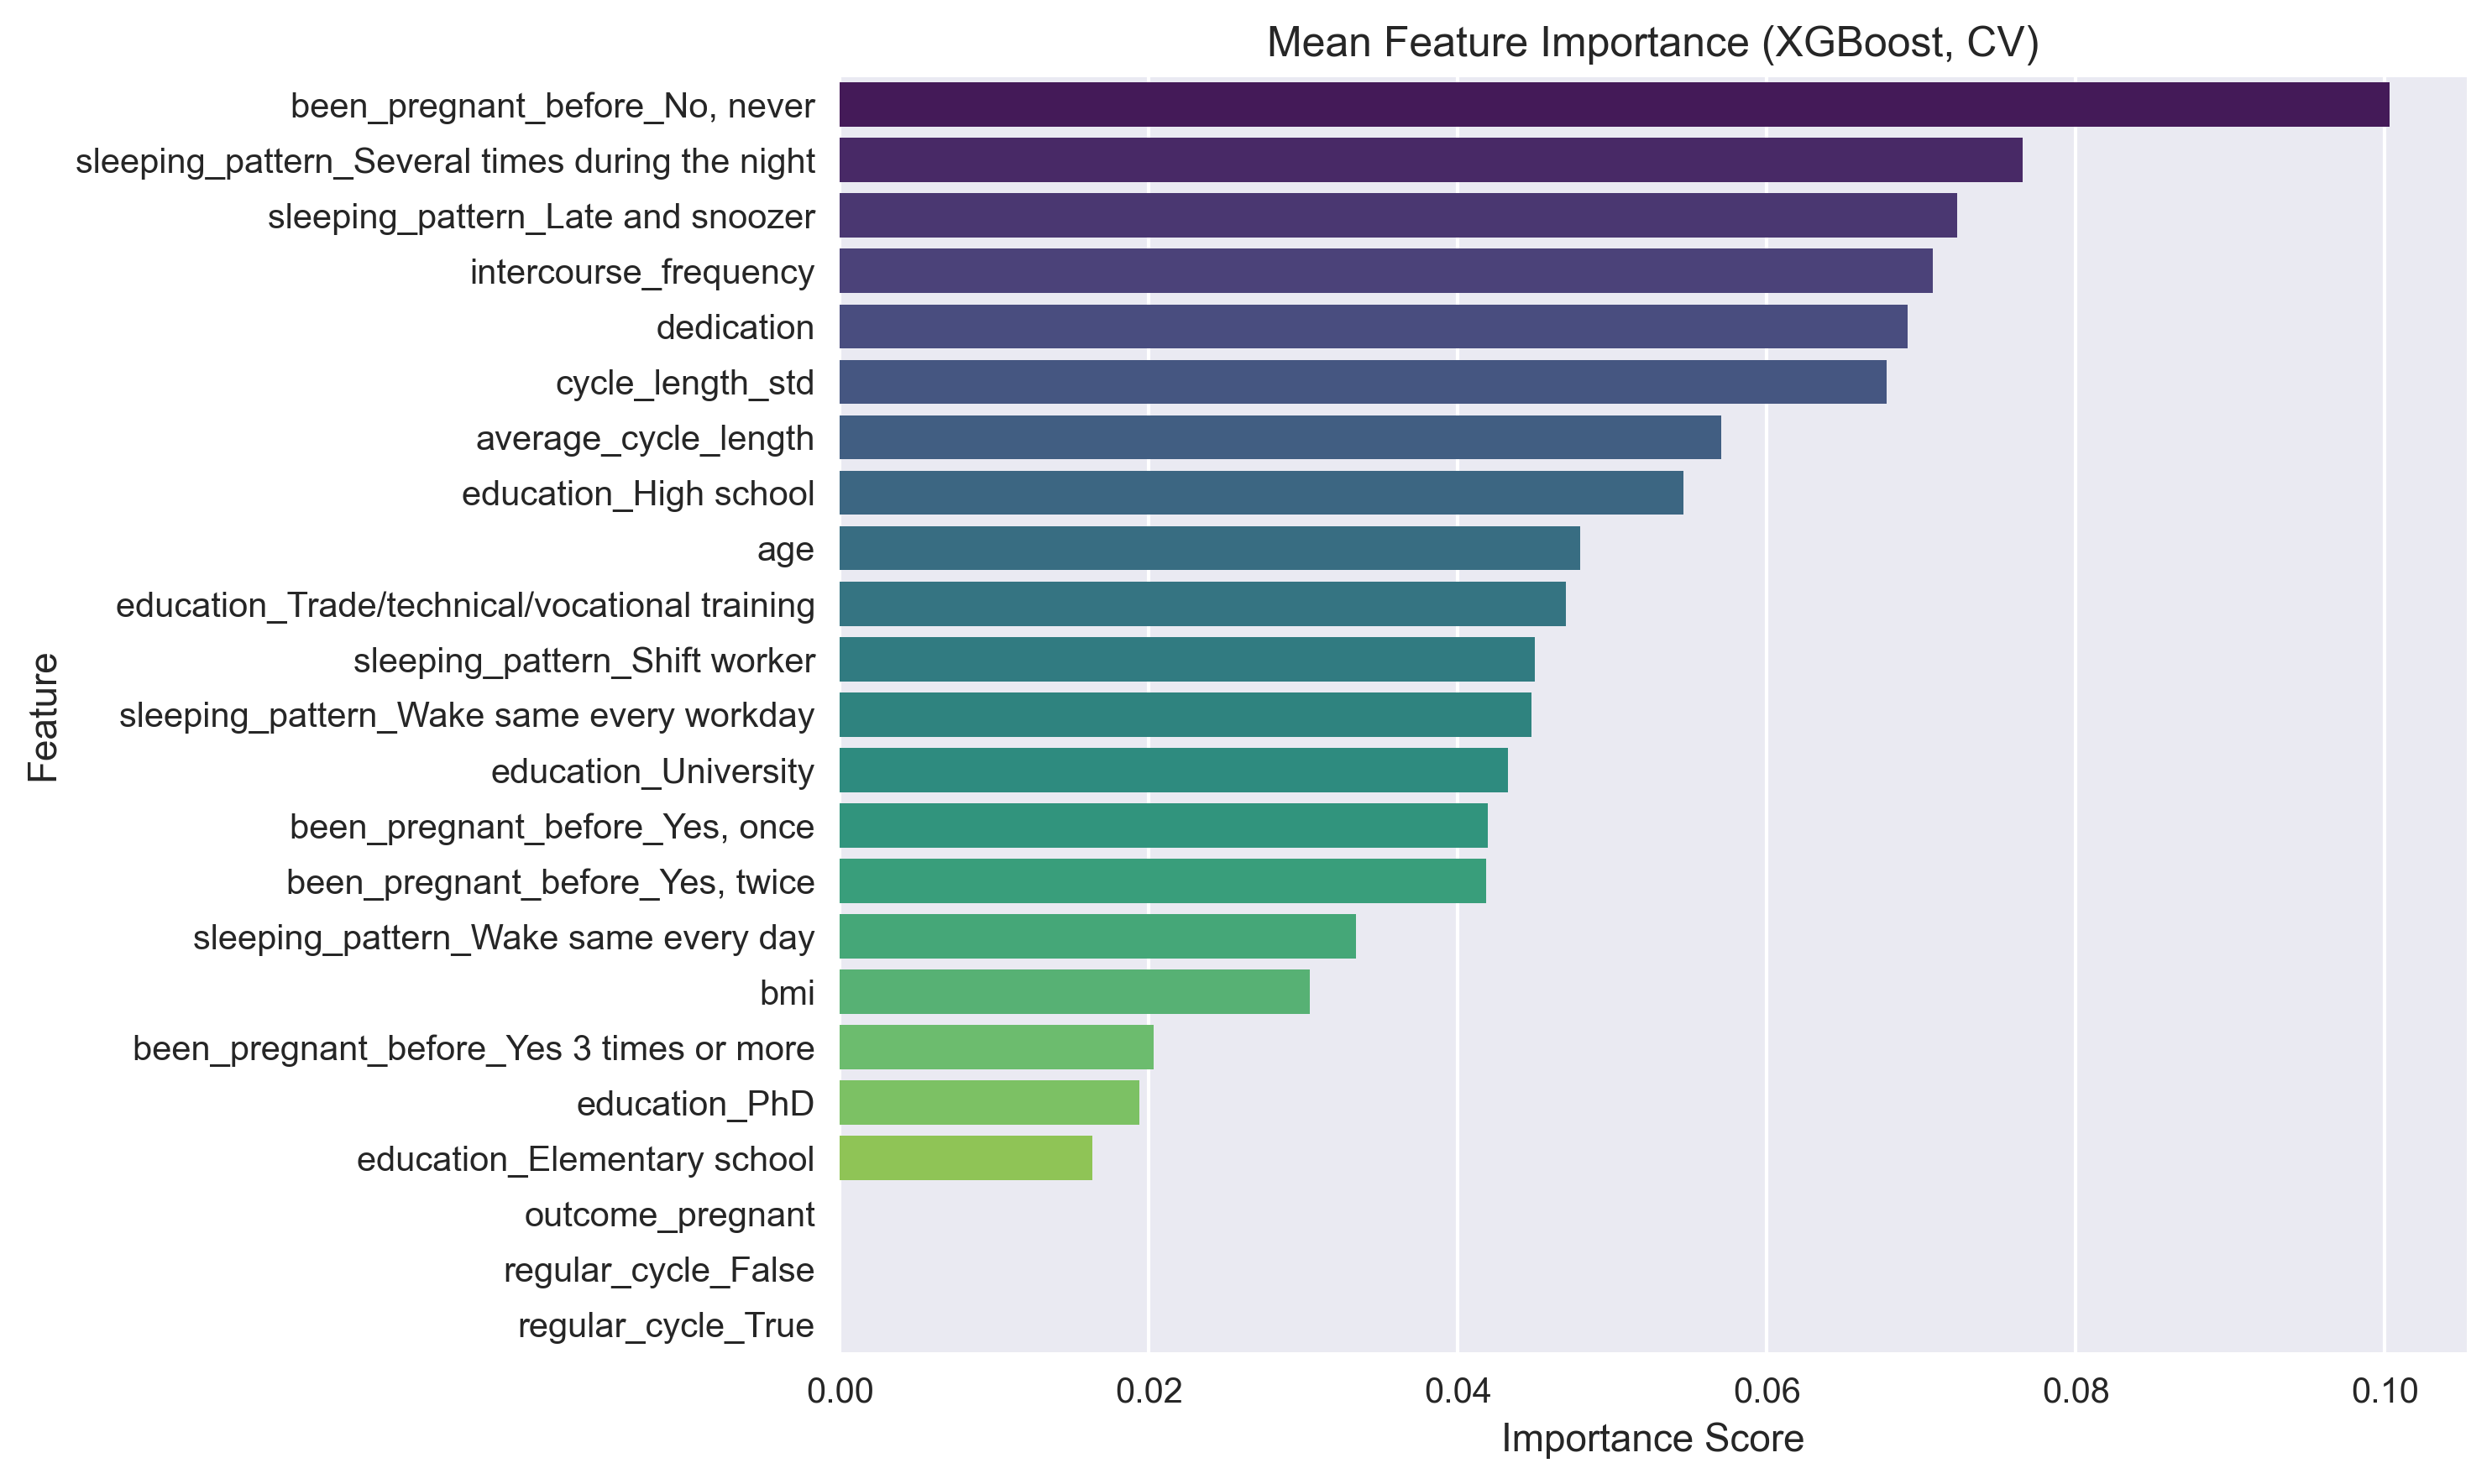 Mean Feature Importance (XGBoost, CV)
been_pregnant_before_No, never
sleeping_pattern_Several times during the night
sleeping_pattern_Late and snoozer
intercourse_frequency
dedication
cycle_length_std
average_cycle_length
education_High school
age
education_Trade/technical/vocational training
sleeping_pattern_Shift worker
sleeping_pattern_Wake same every workday
education_University
been_pregnant_before_Yes, once
been_pregnant_before_Yes, twice
sleeping_pattern_Wake same every day
bmi
been_pregnant_before_Yes 3 times or more
education_PhD
education_Elementary school
outcome_pregnant
regular_cycle_False
regular_cycle_True
Feature
0.00 0.02 0.04 0.06 0.08 0.10
Importance Score